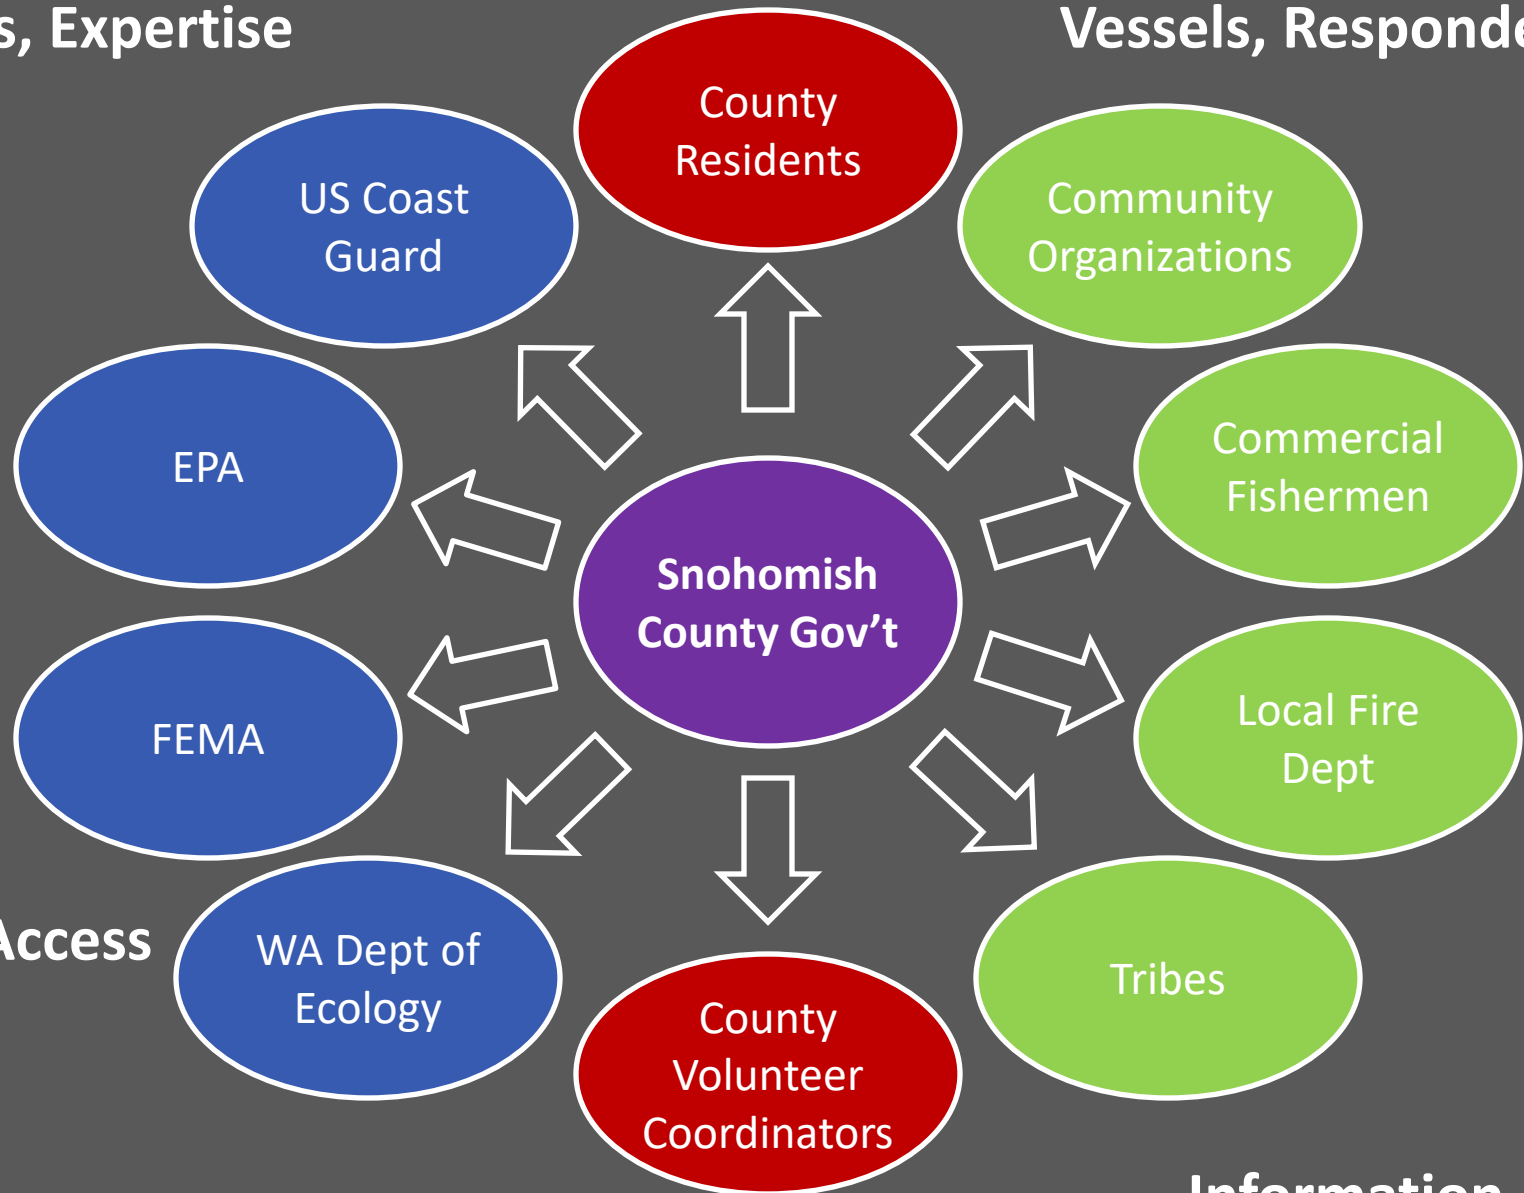 s, Expertise
Vessels, Responde
County
Residents
US Coast
Guard
Community
Organizations
EPA
Commercial
Fishermen
Snohomish
County Gov't
FEMA
Local Fire
Dept
Access
WA Dept of
Ecology
Tribes
County
Volunteer
Coordinators
Information